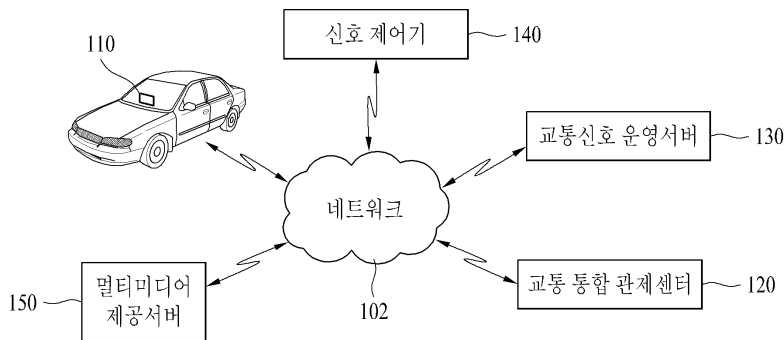 110
신호 제어기
140
교통신호 운영서버
130
네트워크
멀티미디어
제공서버
150
102
교통 통합 관제센터
120